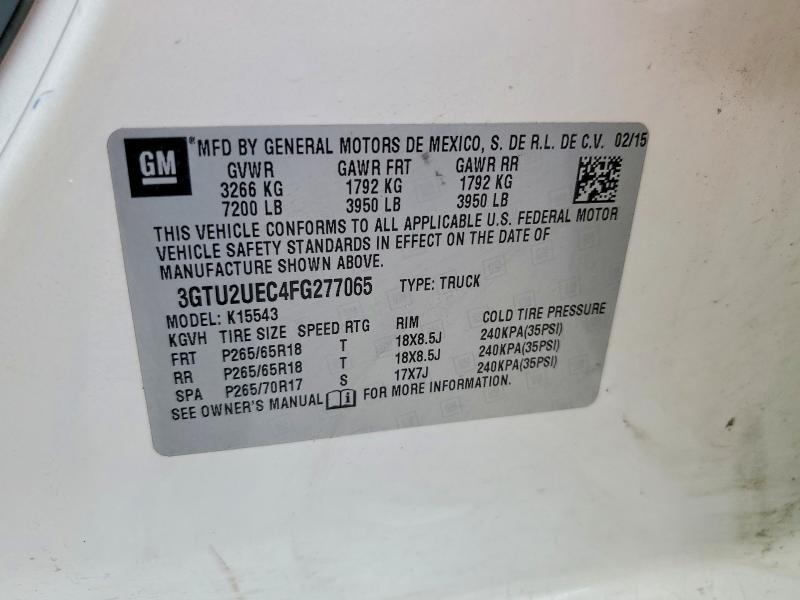 GM MFD BY GENERAL MOTORS DE MEXICO, S. DE R.L. DE C.V. 02/15
GVWR GAWR FRT GAWR RR
3266 KG 1792 KG 1792 KG
7200 LB 3950 LB 3950 LB
THIS VEHICLE CONFORMS TO ALL APPLICABLE U.S. FEDERAL MOTOR
VEHICLE SAFETY STANDARDS IN EFFECT ON THE DATE OF
MANUFACTURE SHOWN ABOVE.
3GTU2UEC4FG277065 TYPE: TRUCK
MODEL: K15543
KGVH TIRE SIZE SPEED RTG RIM COLD TIRE PRESSURE
FRT P265/65R18 T 18X8.5J 240KPA(35PSI)
RR P265/65R18 T 18X8.5J 240KPA(35PSI)
SPA P265/70R17 S 17X7J 240KPA(35PSI)
SEE OWNER'S MANUAL FOR MORE INFORMATION.